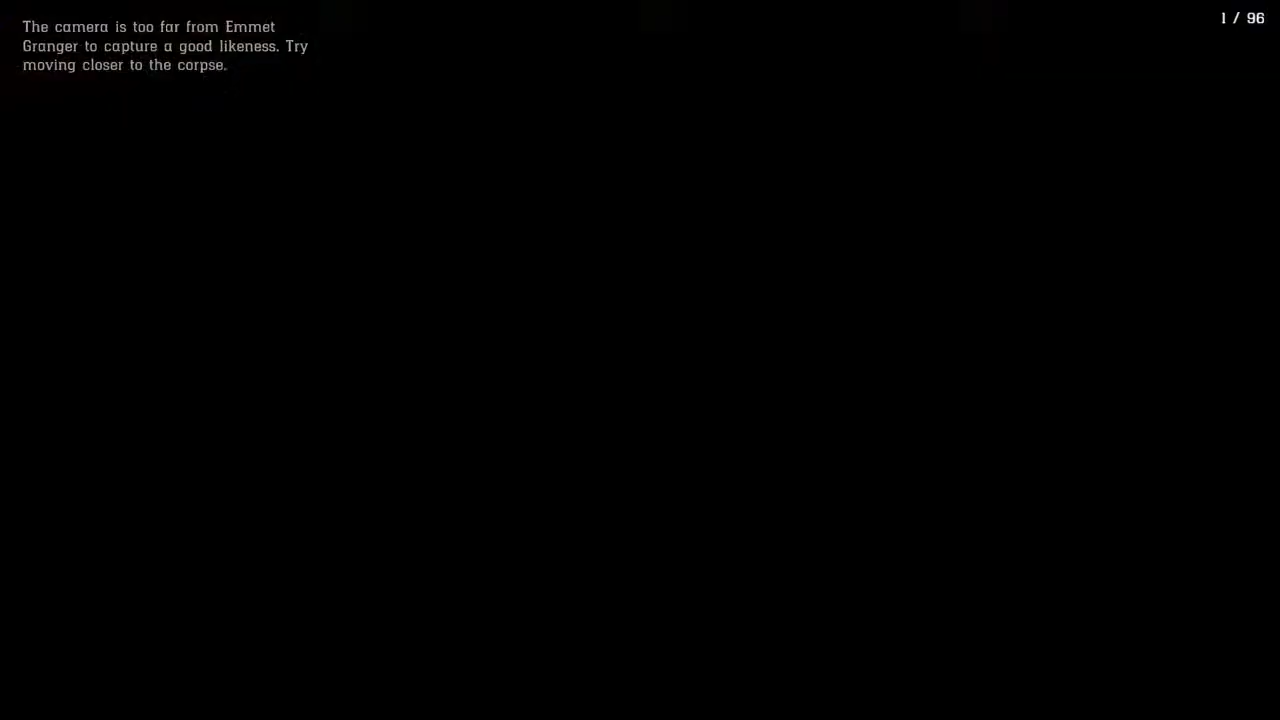 The camera is too far from Emmet
Granger to capture a good likeness. Try
moving closer to the corpse.
1 / 96